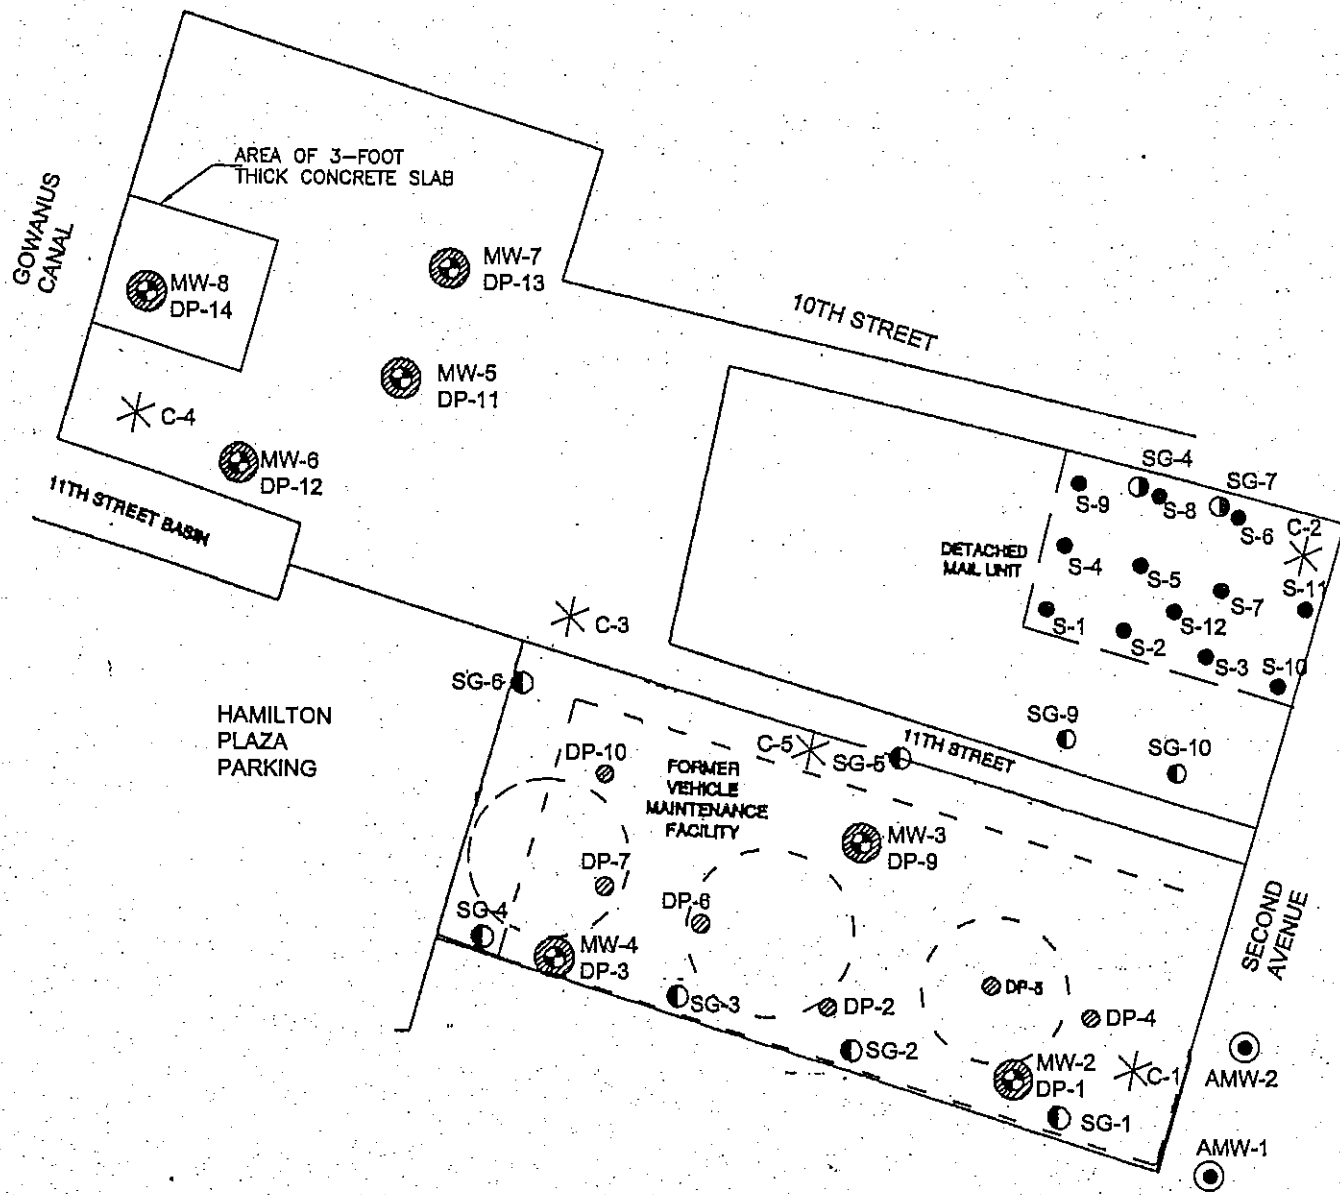 AREA OF 3-FOOT
THICK CONCRETE SLAB
GOWANUS
CANAL
MW-8
DP-14
MW-7
DP-13
MW-5
DP-11
C-4
MW-6
DP-12
11TH STREET BASIN
10TH STREET
SG-4
SG-7
S-9
S-8
S-6
C-2
DETACHED
MAIL UNIT
S-4
S-5
S-7
S-11
S-1
S-2
S-12
S-3
S-10
C-3
SG-6
HAMILTON
PLAZA
PARKING
SG-9
SG-10
C-5
SG-5
11TH STREET
DP-10
FORMER
VEHICLE
MAINTENANCE
FACILITY
MW-3
DP-9
DP-7
DP-6
SG-4
MW-4
DP-3
SG-3
DP-2
DP-5
DP-4
SG-2
MW-2
DP-1
C-1
SG-1
SECOND
AVENUE
AMW-2
AMW-1